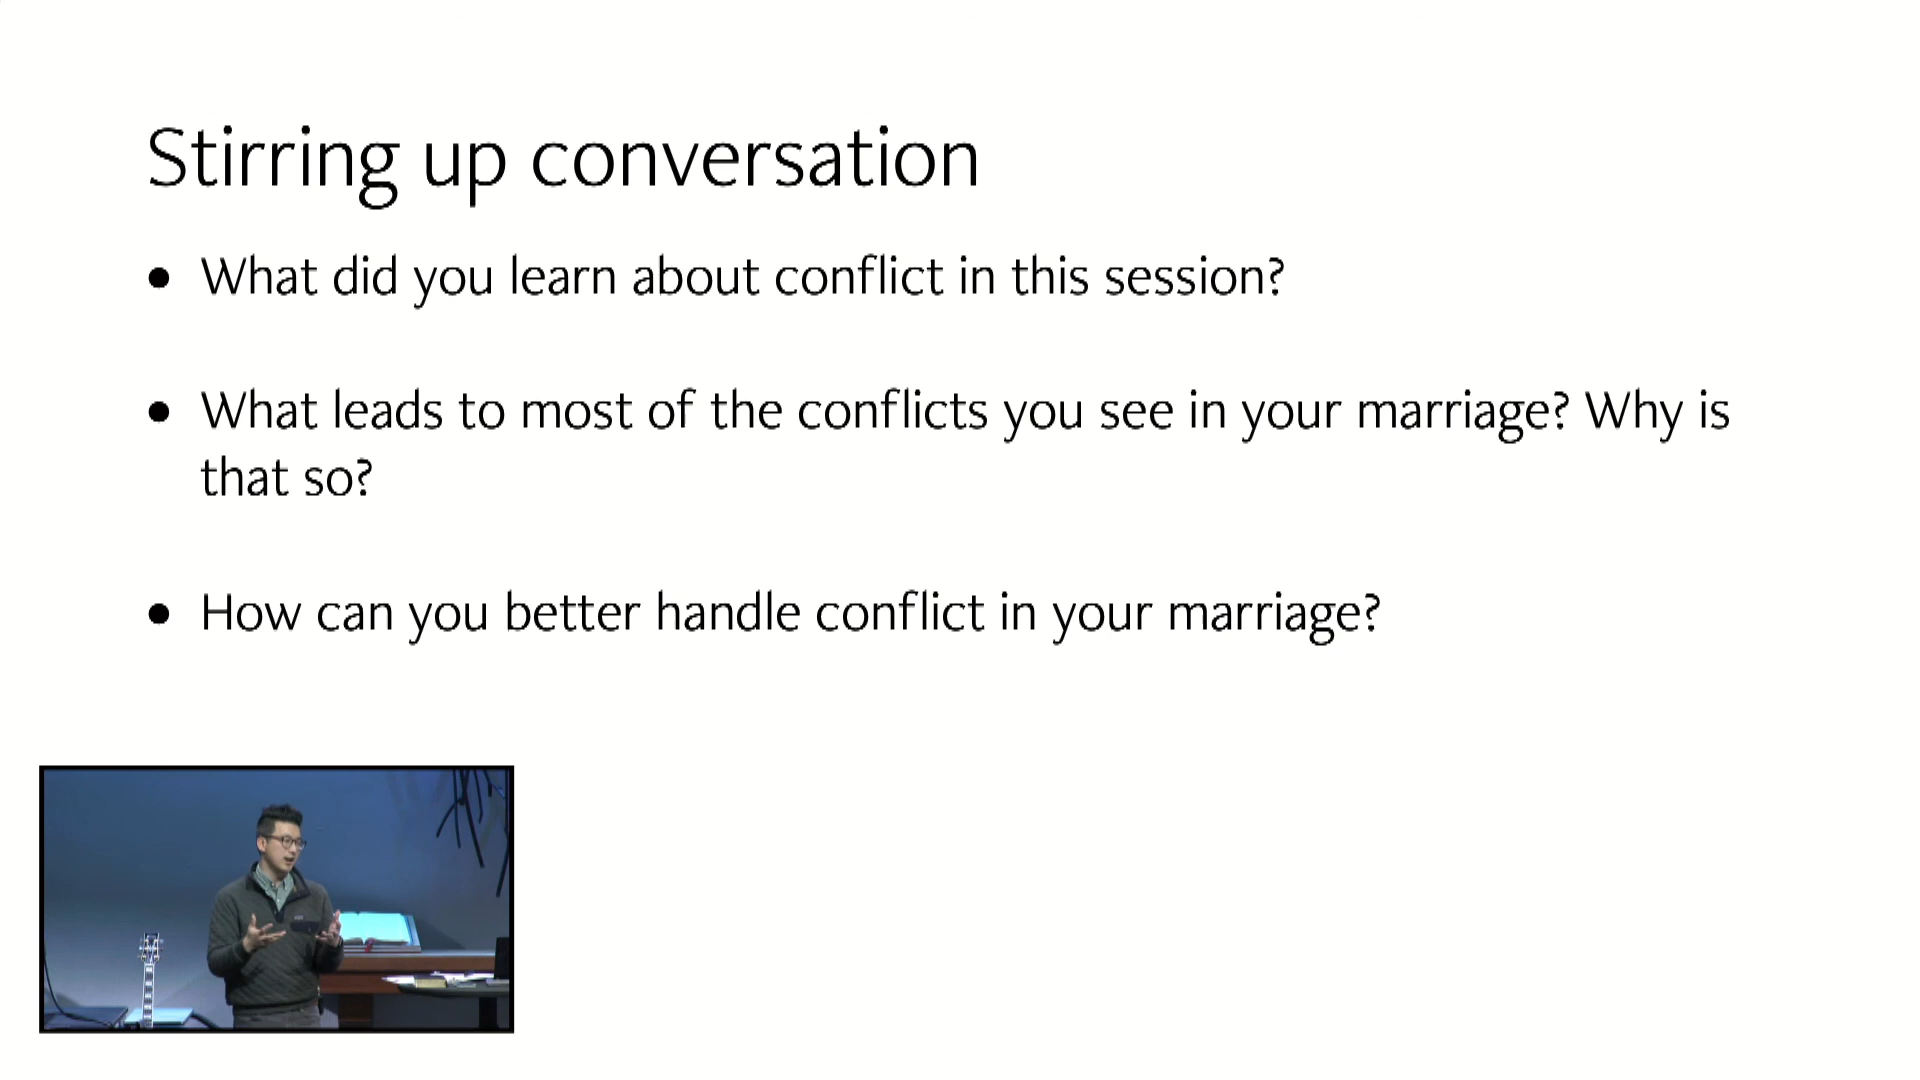 Stirring up conversation
• What did you learn about conflict in this session?
• What leads to most of the conflicts you see in your marriage? Why is
that so?
• How can you better handle conflict in your marriage?